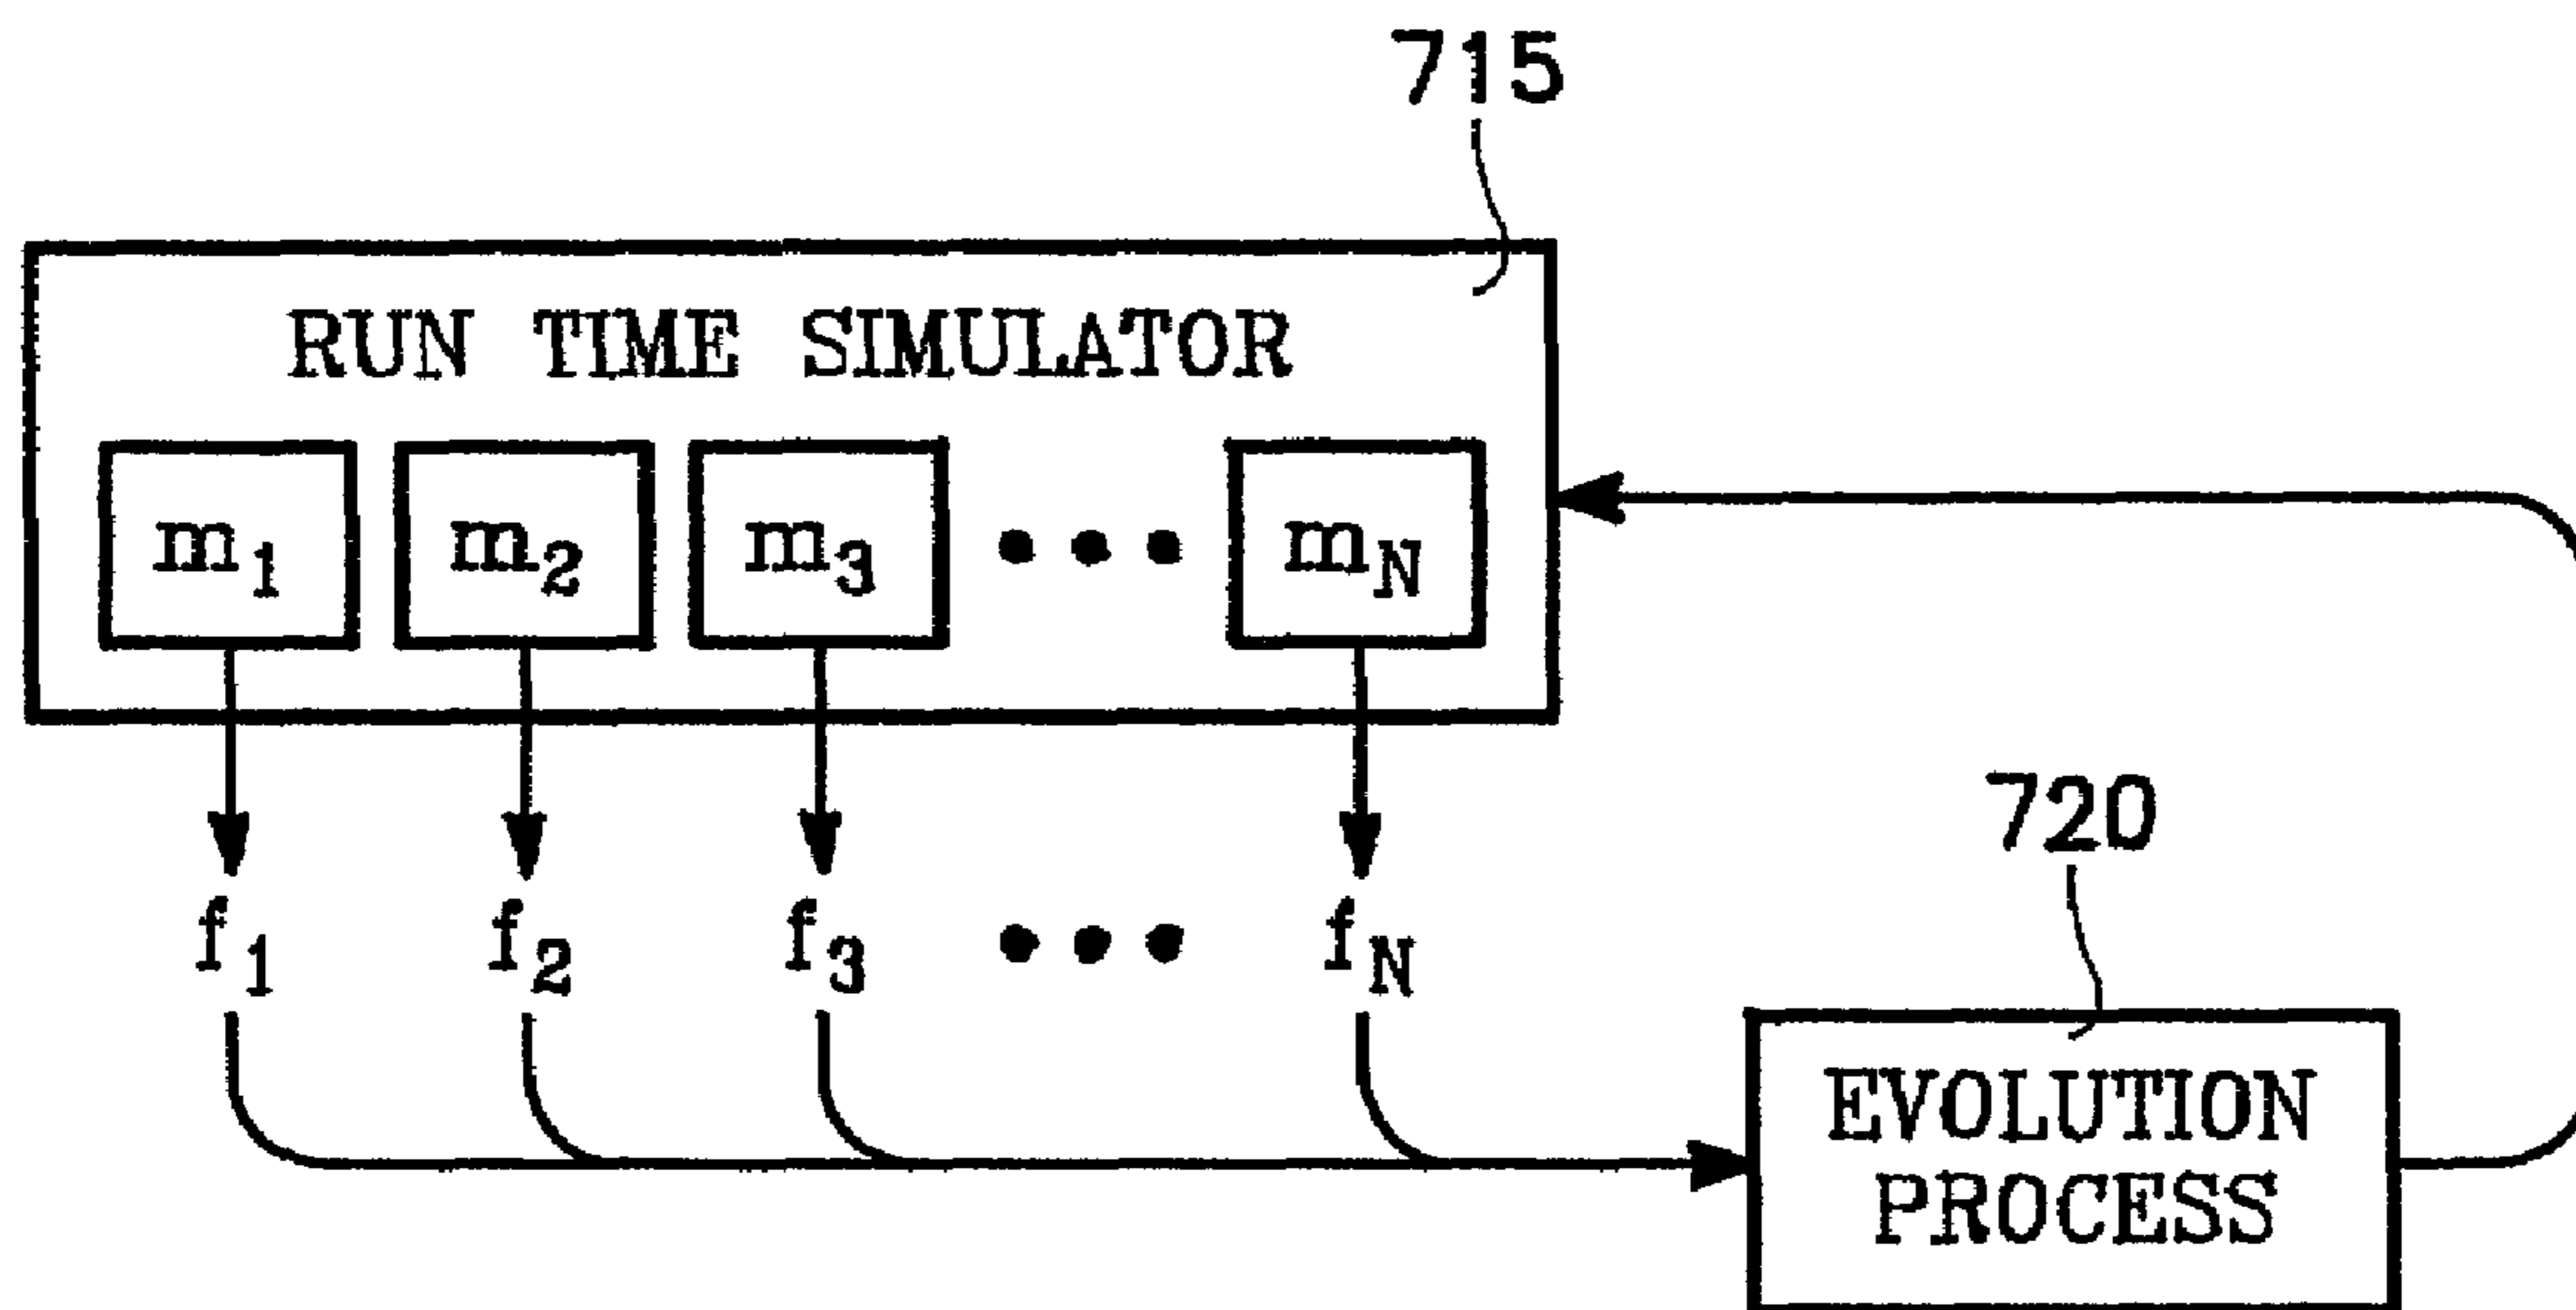 715
RUN TIME SIMULATOR
m1 m2 m3 ••• mN
f1 f2 f3 ••• fN
720
EVOLUTION
PROCESS